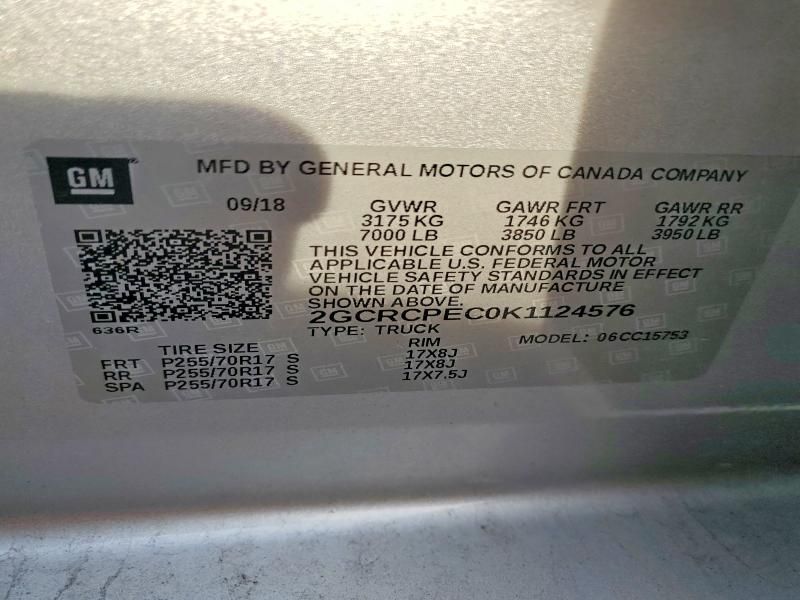 GM
MFD BY GENERAL MOTORS OF CANADA COMPANY
09/18 GVWR GAWR FRT GAWR RR
3175 KG 1746 KG 1792 KG
7000 LB 3850 LB 3950 LB
THIS VEHICLE CONFORMS TO ALL
APPLICABLE U.S. FEDERAL MOTOR
VEHICLE SAFETY STANDARDS IN EFFECT
ON THE DATE OF MANUFACTURE
SHOWN ABOVE.
2GCRCPEC0K1124576
636R
TYPE: TRUCK MODEL: 06CC15753
TIRE SIZE RIM
FRT P255/70R17 S 17X8J
RR P255/70R17 S 17X8J
SPA P255/70R17 S 17X7.5J